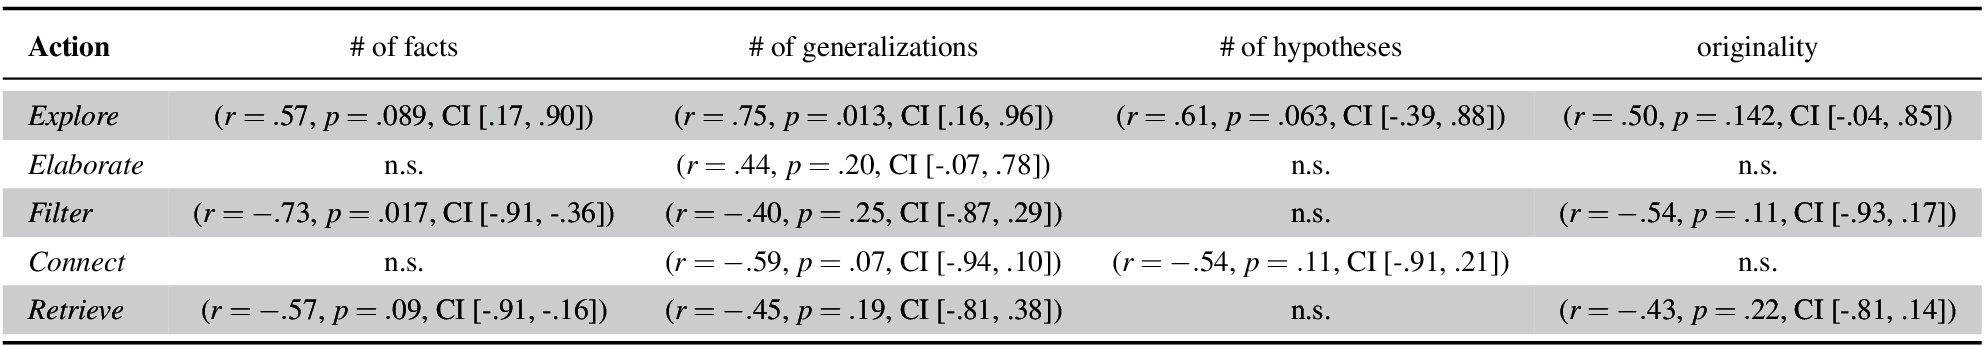 Action # of facts # of generalizations # of hypotheses originality
Explore (r = .57, p = .089, CI [.17, .90]) (r = .75, p = .013, CI [.16, .96]) (r = .61, p = .063, CI [-.39, .88]) (r = .50, p = .142, CI [-.04, .85])
Elaborate n.s. (r = .44, p = .20, CI [-.07, .78]) n.s. n.s.
Filter (r = −.73, p = .017, CI [-.91, -.36]) (r = −.40, p = .25, CI [-.87, .29]) n.s. (r = −.54, p = .11, CI [-.93, .17])
Connect n.s. (r = −.59, p = .07, CI [-.94, .10]) (r = −.54, p = .11, CI [-.91, .21]) n.s.
Retrieve (r = −.57, p = .09, CI [-.91, -.16]) (r = −.45, p = .19, CI [-.81, .38]) n.s. (r = −.43, p = .22, CI [-.81, .14])